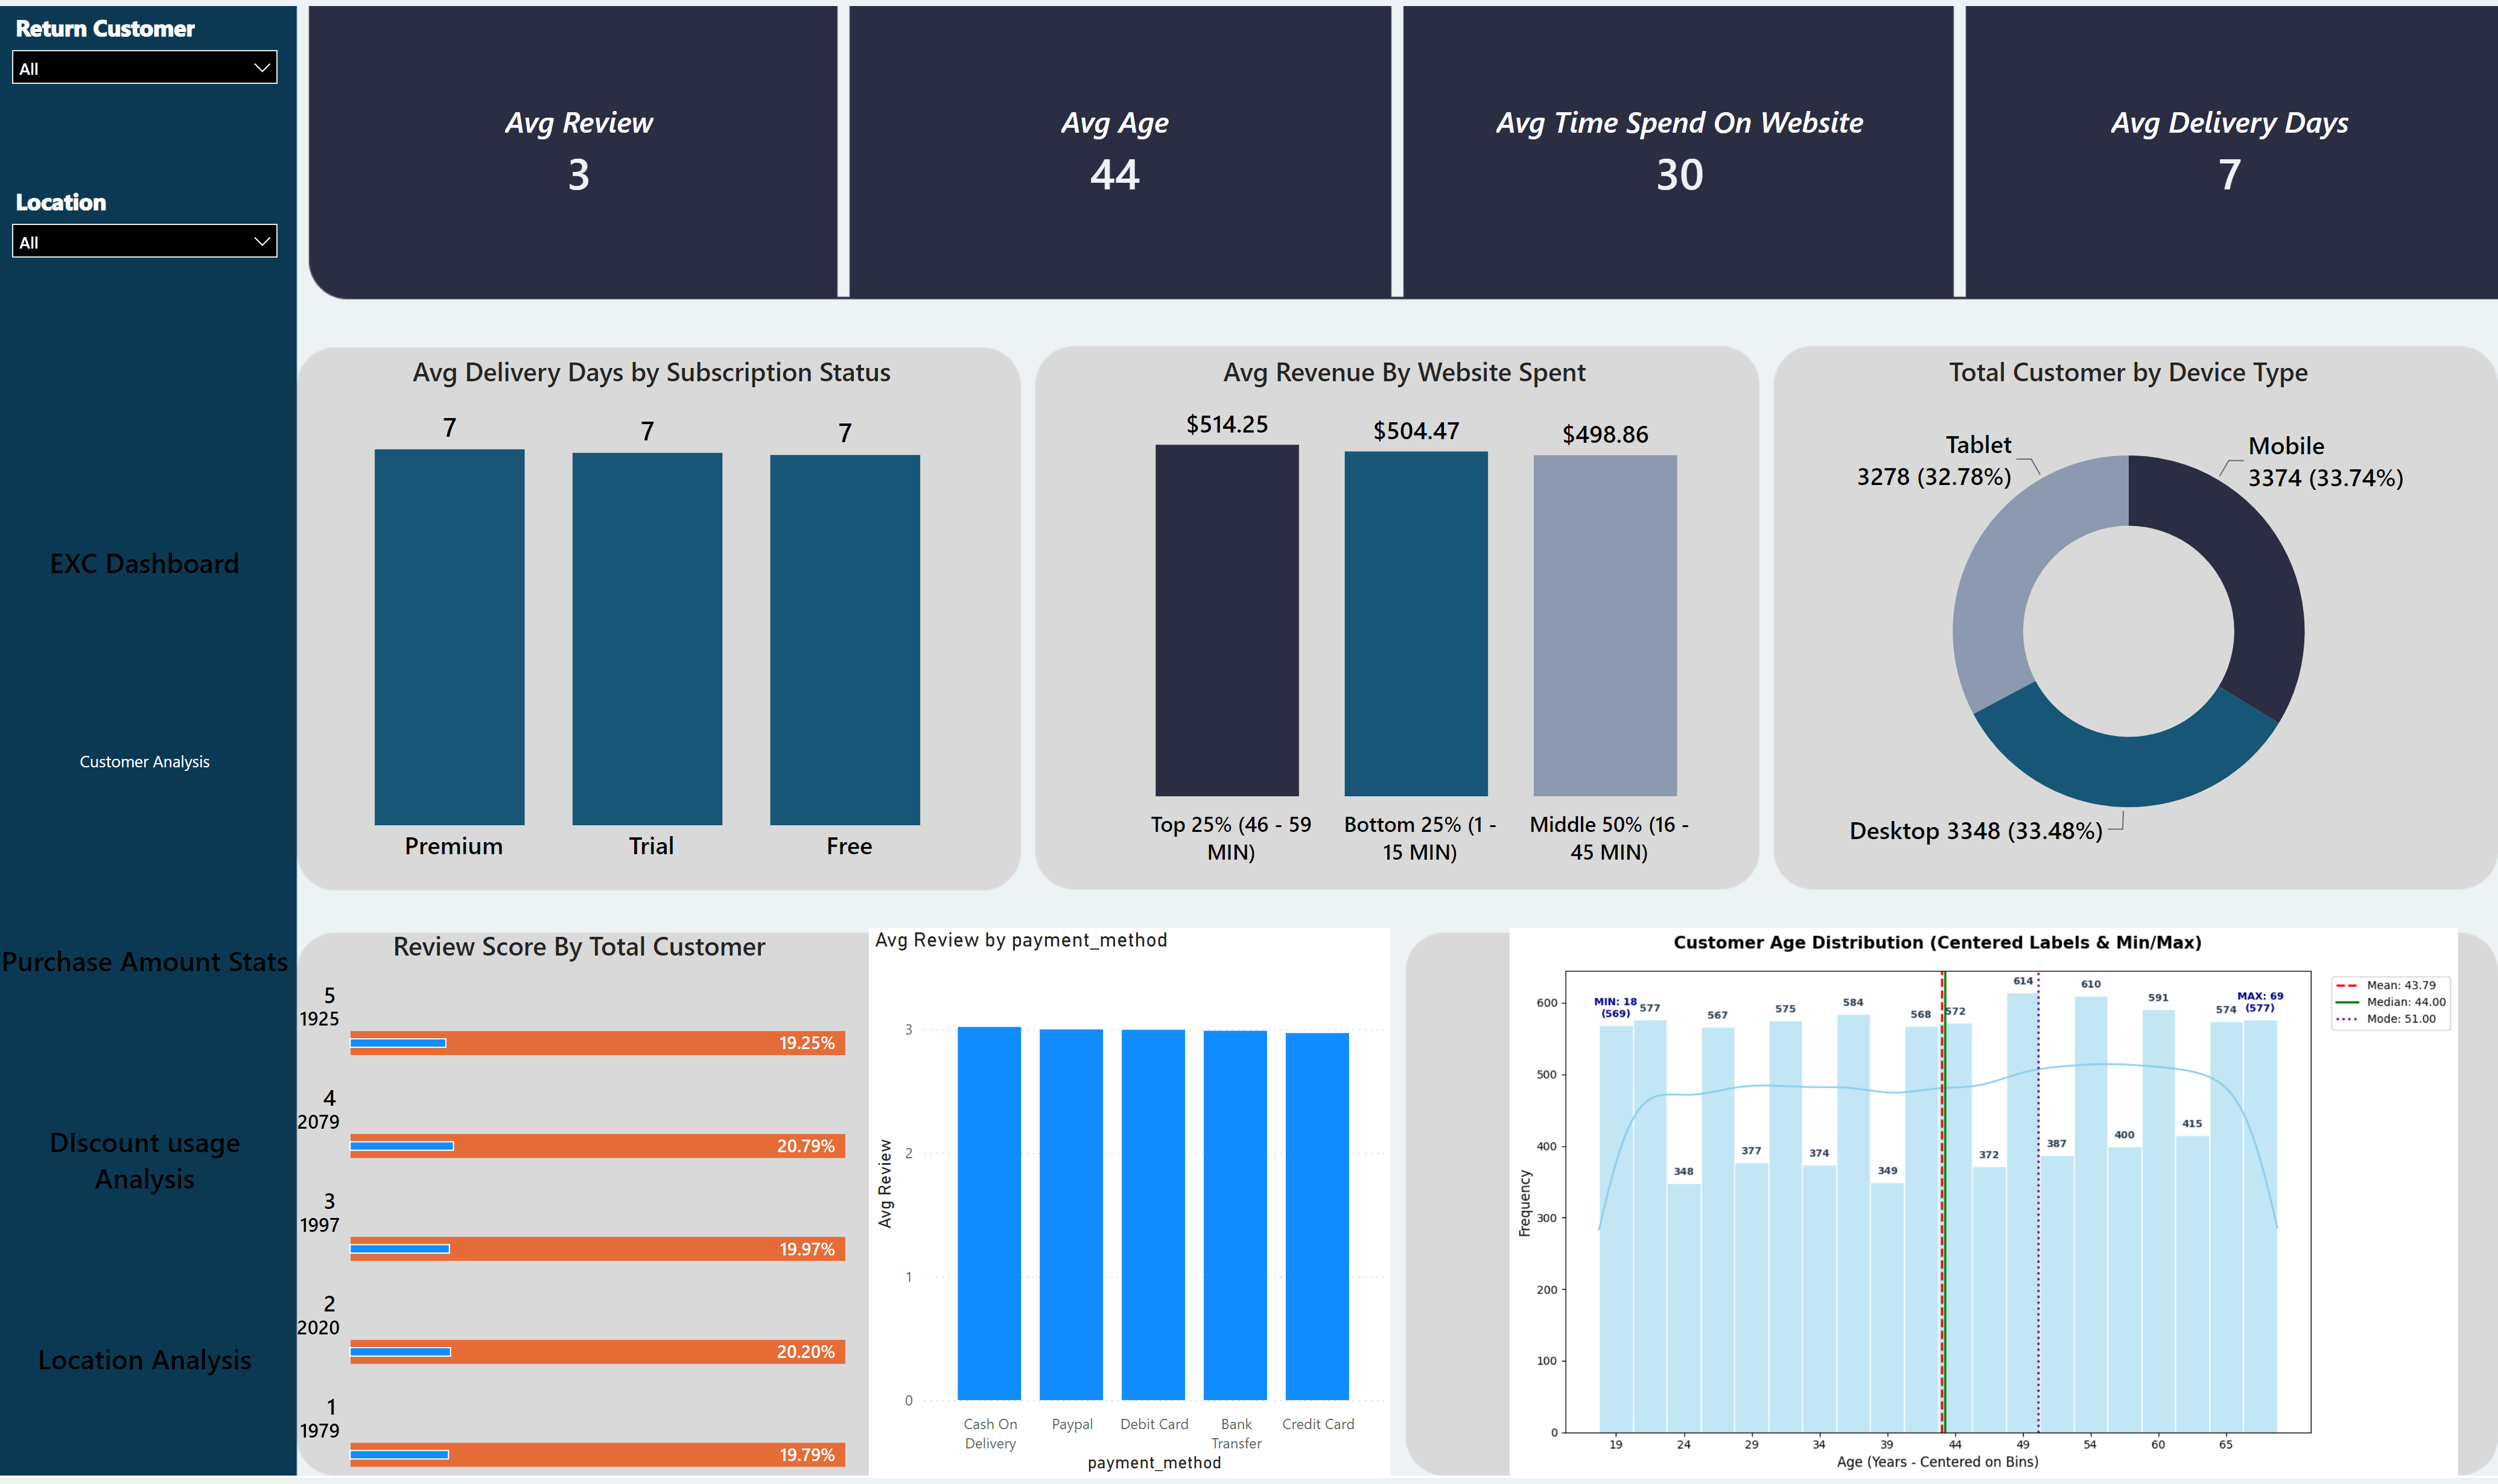 Return Customer
All
Location
All
EXC Dashboard
Customer Analysis
Purchase Amount Stats
DIscount usage
Analysis
Location Analysis
Avg Review
3
Avg Age
44
Avg Time Spend On Website
30
Avg Delivery Days
7
Avg Delivery Days by Subscription Status
7
7
7
Premium
Trial
Free
Avg Revenue By Website Spent
$514.25
$504.47
$498.86
Top 25% (46 - 59
MIN)
Bottom 25% (1 -
15 MIN)
Middle 50% (16 -
45 MIN)
Total Customer by Device Type
Tablet
3278 (32.78%)
Mobile
3374 (33.74%)
Desktop 3348 (33.48%)
Review Score By Total Customer
5
1925
19.25%
4
2079
20.79%
3
1997
19.97%
2
2020
20.20%
1
1979
19.79%
Avg Review by payment_method
Avg Review
3
2
1
0
Cash On
Delivery
Paypal
Debit Card
Bank
Transfer
Credit Card
payment_method
Customer Age Distribution (Centered Labels & Min/Max)
Frequency
600
500
400
300
200
100
0
MIN: 18
(569)
577
348
567
377
575
374
584
349
568
572
372
614
387
610
400
591
415
574
MAX: 69
(577)
19
24
29
34
39
44
49
54
60
65
Age (Years - Centered on Bins)
Mean: 43.79
Median: 44.00
Mode: 51.00